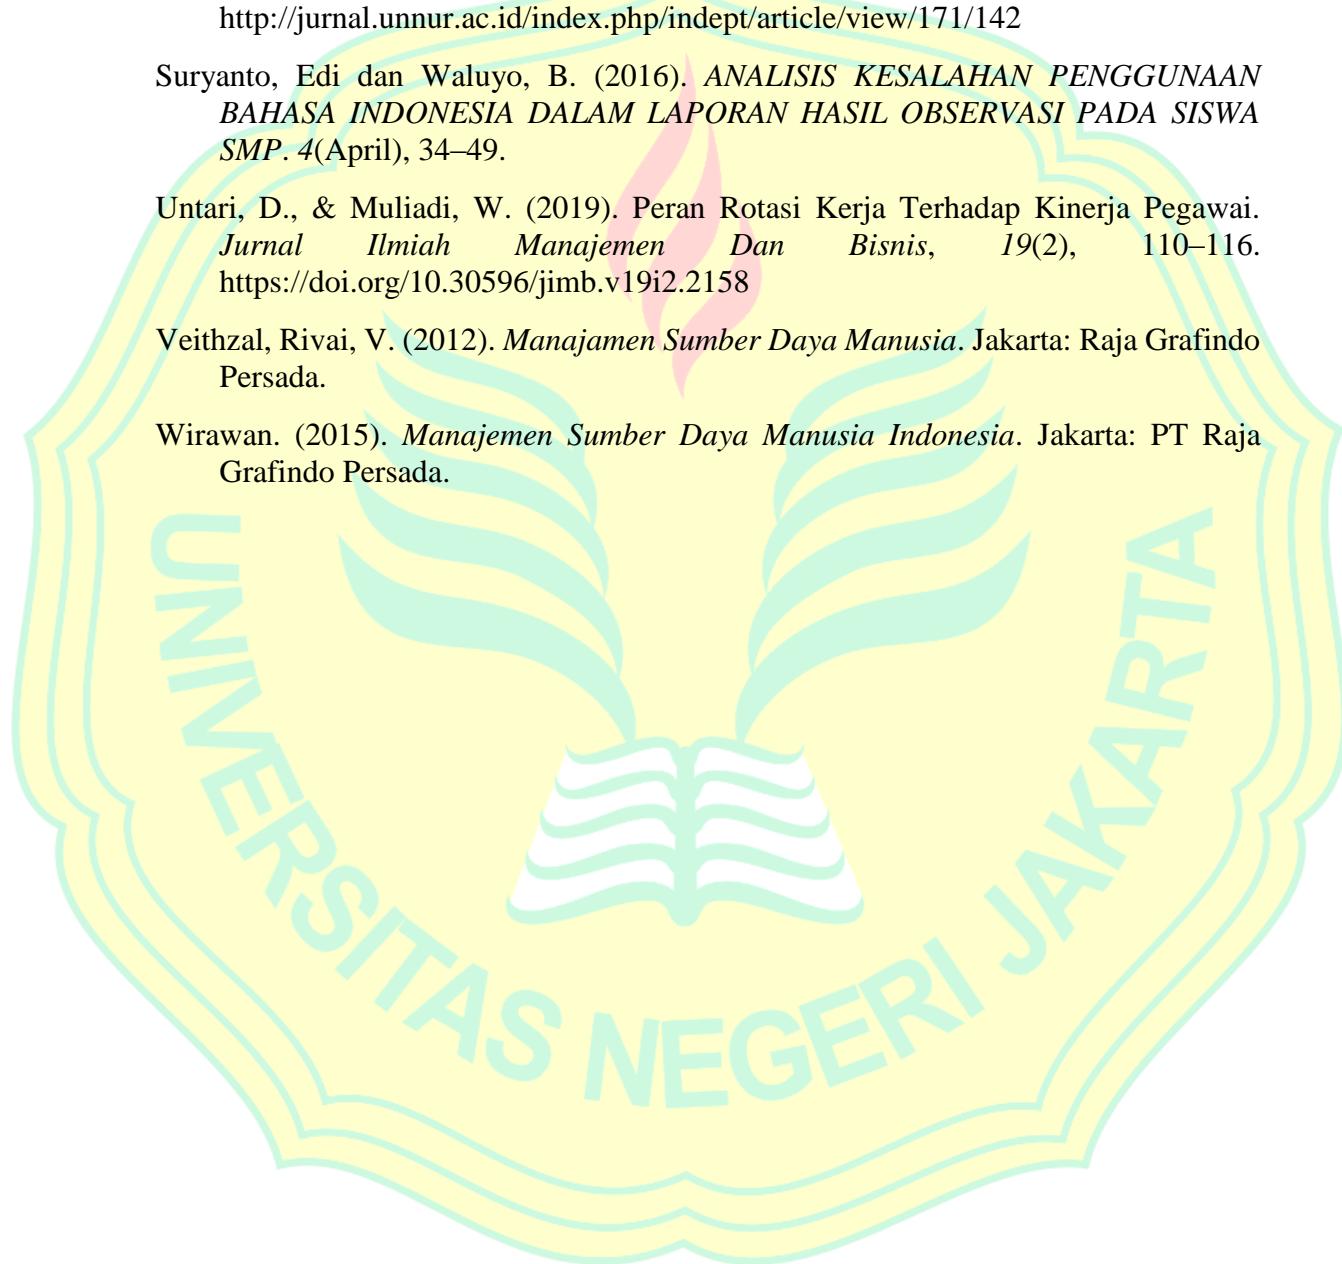 http://jurnal.unnur.ac.id/index.php/indept/article/view/171/142
Suryanto, Edi dan Waluyo, B. (2016). ANALISIS KESALAHAN PENGGUNAAN
BAHASA INDONESIA DALAM LAPORAN HASIL OBSERVASI PADA SISWA
SMP. 4(April), 34–49.
Untari, D., & Muliadi, W. (2019). Peran Rotasi Kerja Terhadap Kinerja Pegawai.
Jurnal Ilmiah Manajemen Dan Bisnis, 19(2), 110–116.
https://doi.org/10.30596/jimb.v19i2.2158
Veithzal, Rivai, V. (2012). Manajamen Sumber Daya Manusia. Jakarta: Raja Grafindo
Persada.
Wirawan. (2015). Manajemen Sumber Daya Manusia Indonesia. Jakarta: PT Raja
Grafindo Persada.
UNIVERSITAS NEGERI JAKARTA